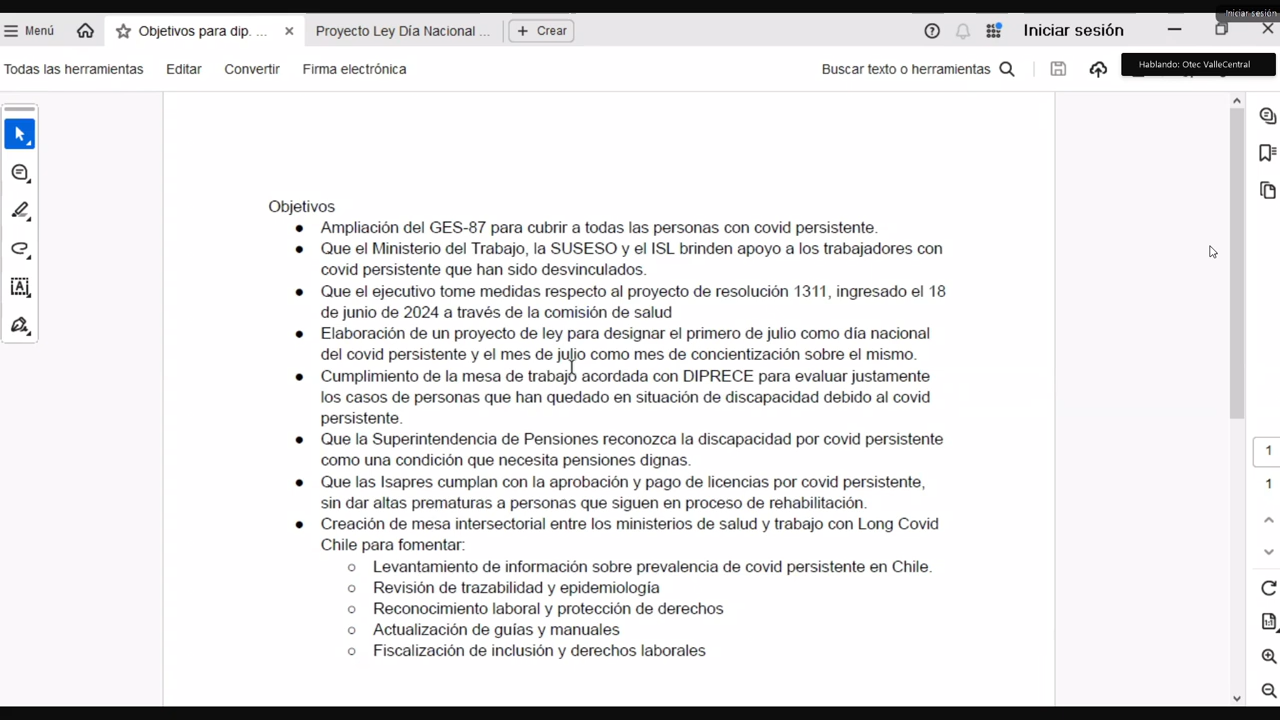 Iniciar sesión
Menú
Objetivos para dip. ...
Proyecto Ley Día Nacional ...
Crear
Iniciar sesión
Todas las herramientas
Editar
Convertir
Firma electrónica
Buscar texto o herramientas
Hablando: Otec ValleCentral
Objetivos
● Ampliación del GES-87 para cubrir a todas las personas con covid persistente.
● Que el Ministerio del Trabajo, la SUSESO y el ISL brinden apoyo a los trabajadores con
covid persistente que han sido desvinculados.
● Que el ejecutivo tome medidas respecto al proyecto de resolución 1311, ingresado el 18
de junio de 2024 a través de la comisión de salud
● Elaboración de un proyecto de ley para designar el primero de julio como día nacional
del covid persistente y el mes de julio como mes de concientización sobre el mismo.
● Cumplimiento de la mesa de trabajo acordada con DIPRECE para evaluar justamente
los casos de personas que han quedado en situación de discapacidad debido al covid
persistente.
● Que la Superintendencia de Pensiones reconozca la discapacidad por covid persistente
como una condición que necesita pensiones dignas.
● Que las Isapres cumplan con la aprobación y pago de licencias por covid persistente,
sin dar altas prematuras a personas que siguen en proceso de rehabilitación.
● Creación de mesa intersectorial entre los ministerios de salud y trabajo con Long Covid
Chile para fomentar:
○ Levantamiento de información sobre prevalencia de covid persistente en Chile.
○ Revisión de trazabilidad y epidemiología
○ Reconocimiento laboral y protección de derechos
○ Actualización de guías y manuales
○ Fiscalización de inclusión y derechos laborales
1
1